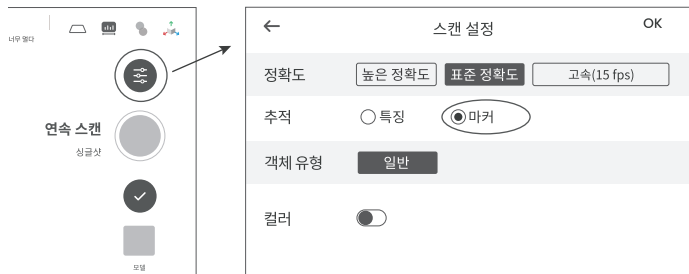 너무 멀다
연속 스캔
싱글샷
모델
스캔 설정 OK
정확도 높은 정확도 표준 정확도 고속(15 fps)
추적 특징 마커
객체 유형 일반
컬러